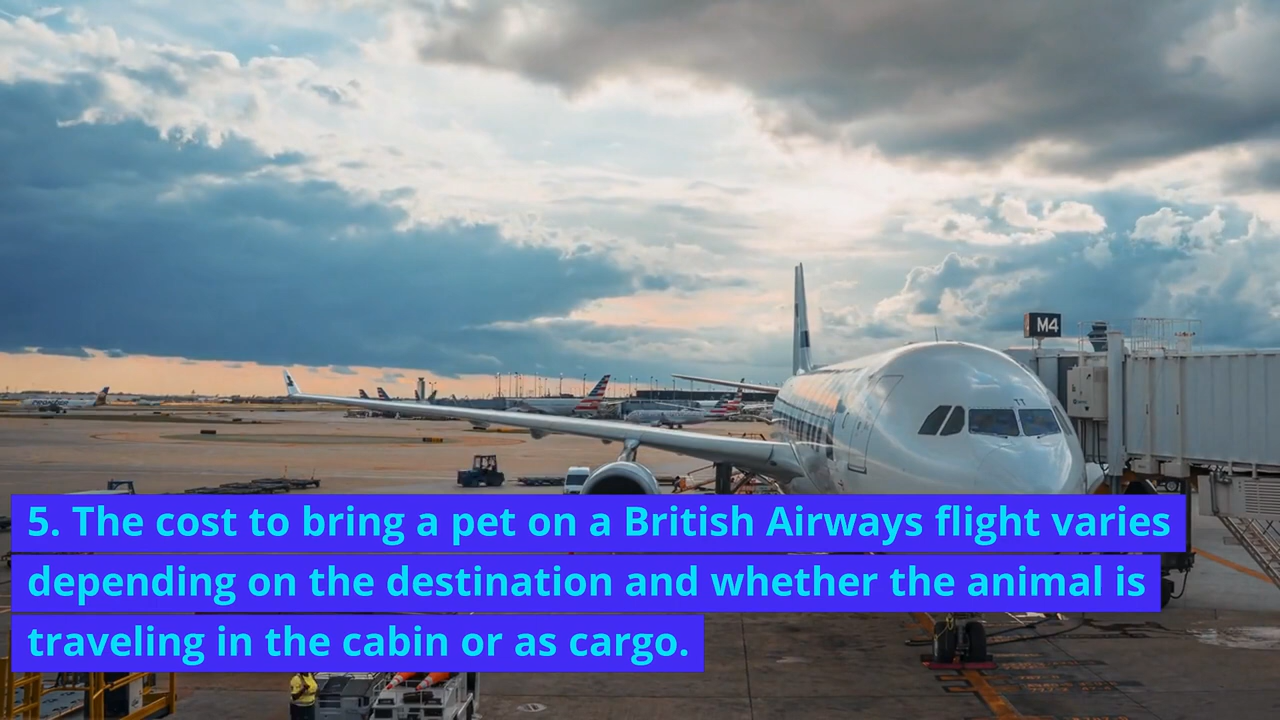 M4
5. The cost to bring a pet on a British Airways flight varies
depending on the destination and whether the animal is
traveling in the cabin or as cargo.